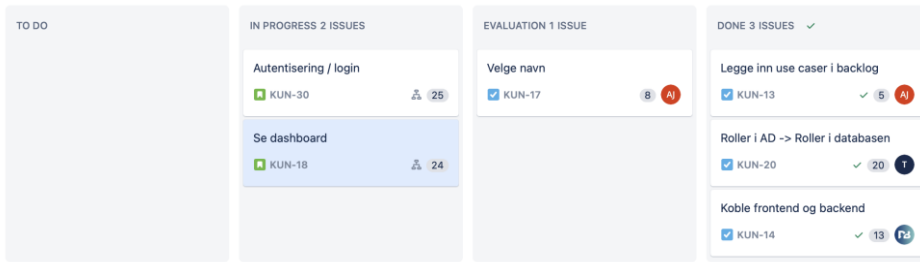 TO DO
IN PROGRESS 2 ISSUES
Autentisering / login
KUN-30
25
Se dashboard
KUN-18
24
EVALUATION 1 ISSUE
Velge navn
KUN-17
8
AJ
DONE 3 ISSUES
Legge inn use caser i backlog
KUN-13
5
AJ
Roller i AD -> Roller i databasen
KUN-20
20
T
Koble frontend og backend
KUN-14
13